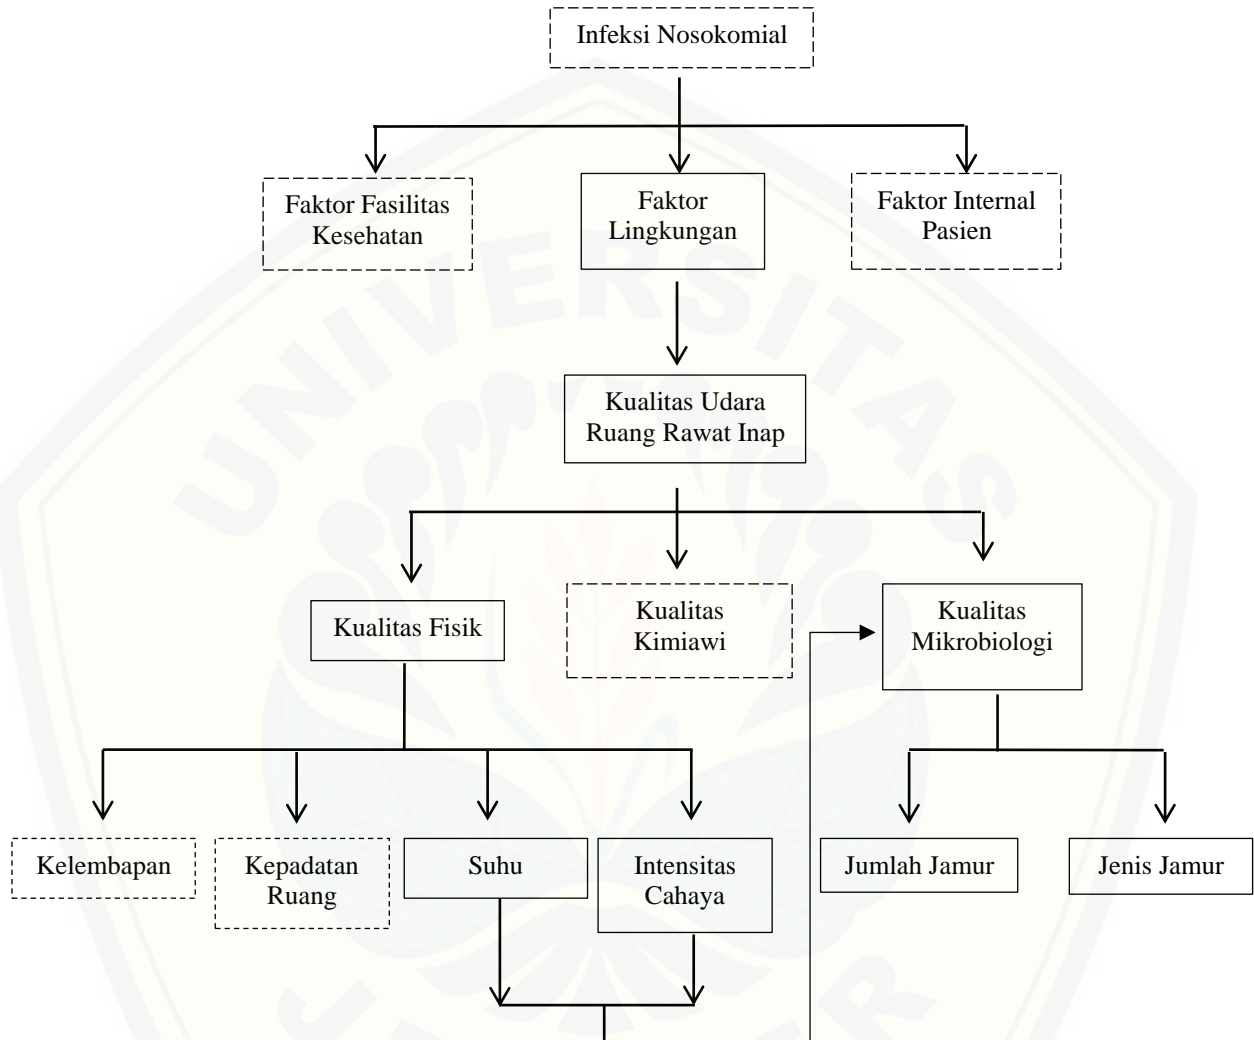 Infeksi Nosokomial
Faktor Fasilitas
Kesehatan
Faktor
Lingkungan
Faktor Internal
Pasien
Kualitas Udara
Ruang Rawat Inap
Kualitas Fisik
Kualitas
Kimiawi
Kualitas
Mikrobiologi
Kelembapan
Kepadatan
Ruang
Suhu
Intensitas
Cahaya
Jumlah Jamur
Jenis Jamur
UNIVERSITAS